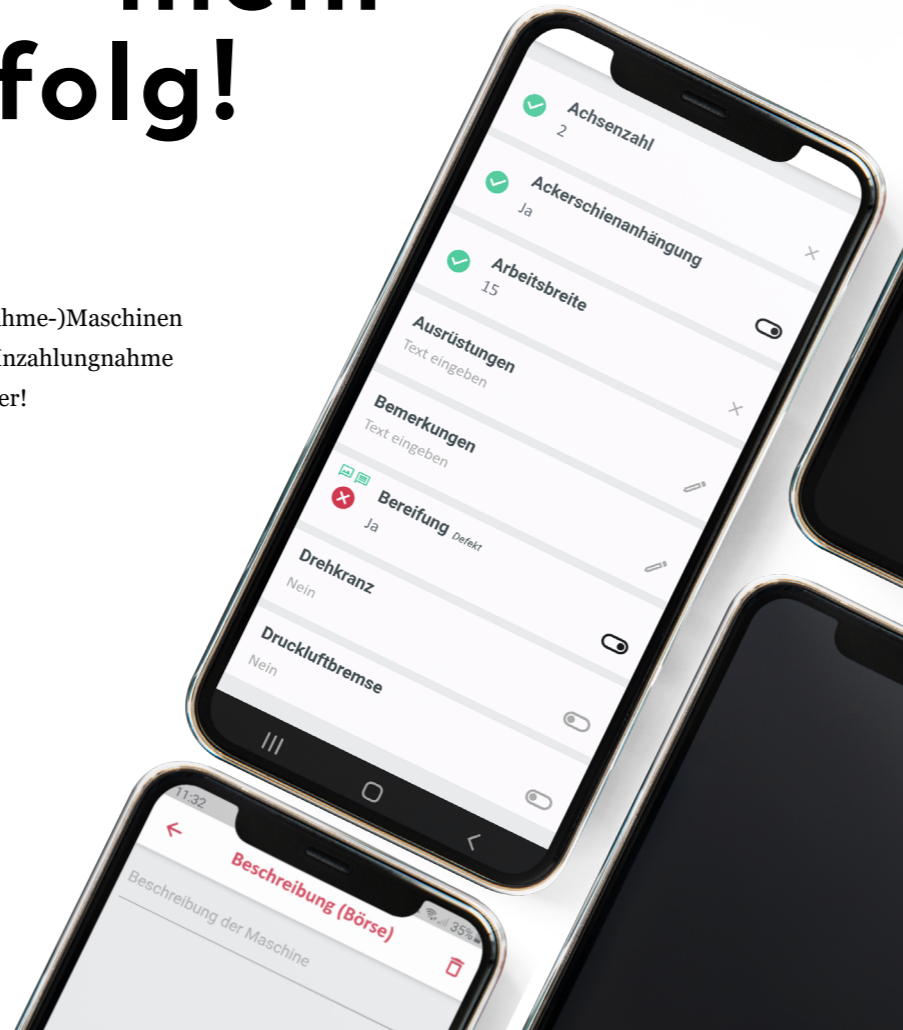 folg!
ahme-)Maschinen
Inzahlungnahme
er!
Achsenzahl
2
Ackerschienanhängung
Ja
Arbeitsbreite
15
Ausrüstungen
Text eingeben
Bemerkungen
Text eingeben
Bereifung Defekt
Ja
Drehkranz
Nein
Druckluftbremse
Nein
11:32
35%
Beschreibung (Börse)
Beschreibung der Maschine